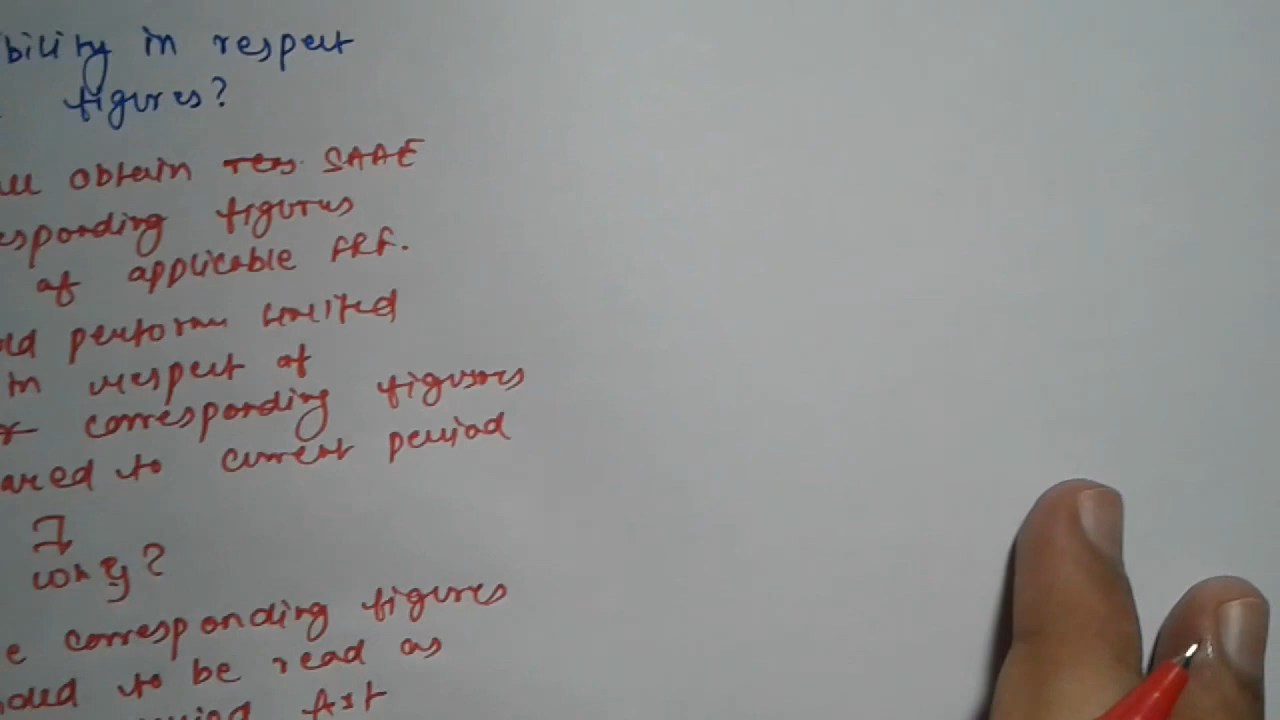 bility in respect
figures?
obtain SAAE
esponding figures
of applicable FRF.
perform limited
in respect of
corresponding figures
ared to current period
why?
e corresponding figures
to be read as